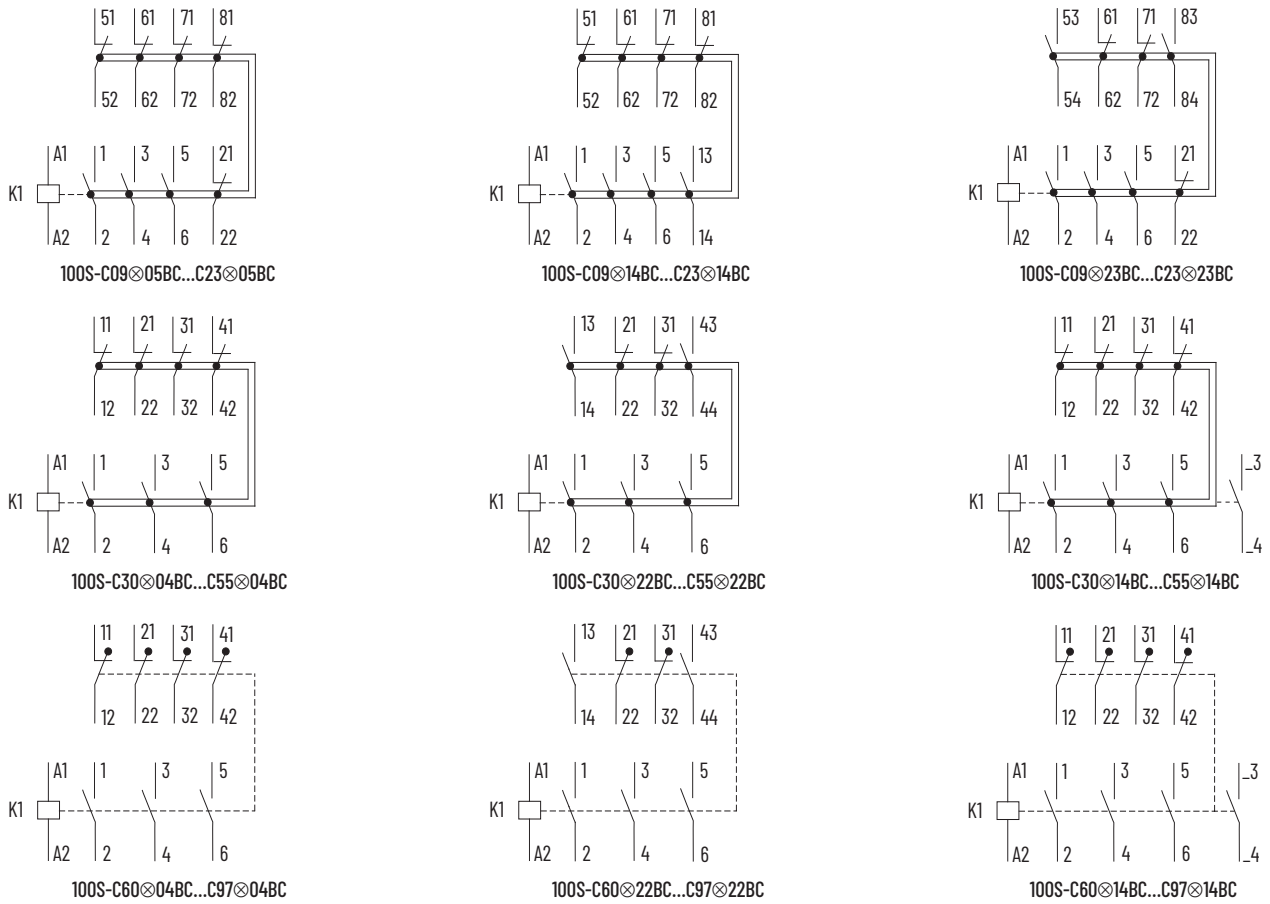 51 61 71 81
52 62 72 82
A1 1 3 5 21
K1
A2 2 4 6 22
100S-C09⊗05BC...C23⊗05BC
51 61 71 81
52 62 72 82
A1 1 3 5 13
K1
A2 2 4 6 14
100S-C09⊗14BC...C23⊗14BC
53 61 71 83
54 62 72 84
A1 1 3 5 21
K1
A2 2 4 6 22
100S-C09⊗23BC...C23⊗23BC
11 21 31 41
12 22 32 42
A1 1 3 5
K1
A2 2 4 6
100S-C30⊗04BC...C55⊗04BC
13 21 31 43
14 22 32 44
A1 1 3 5
K1
A2 2 4 6
100S-C30⊗22BC...C55⊗22BC
11 21 31 41
12 22 32 42
A1 1 3 5 _3
K1
A2 2 4 6 _4
100S-C30⊗14BC...C55⊗14BC
11 21 31 41
12 22 32 42
A1 1 3 5
K1
A2 2 4 6
100S-C60⊗04BC...C97⊗04BC
13 21 31 43
14 22 32 44
A1 1 3 5
K1
A2 2 4 6
100S-C60⊗22BC...C97⊗22BC
11 21 31 41
12 22 32 42
A1 1 3 5 _3
K1
A2 2 4 6 _4
100S-C60⊗14BC...C97⊗14BC